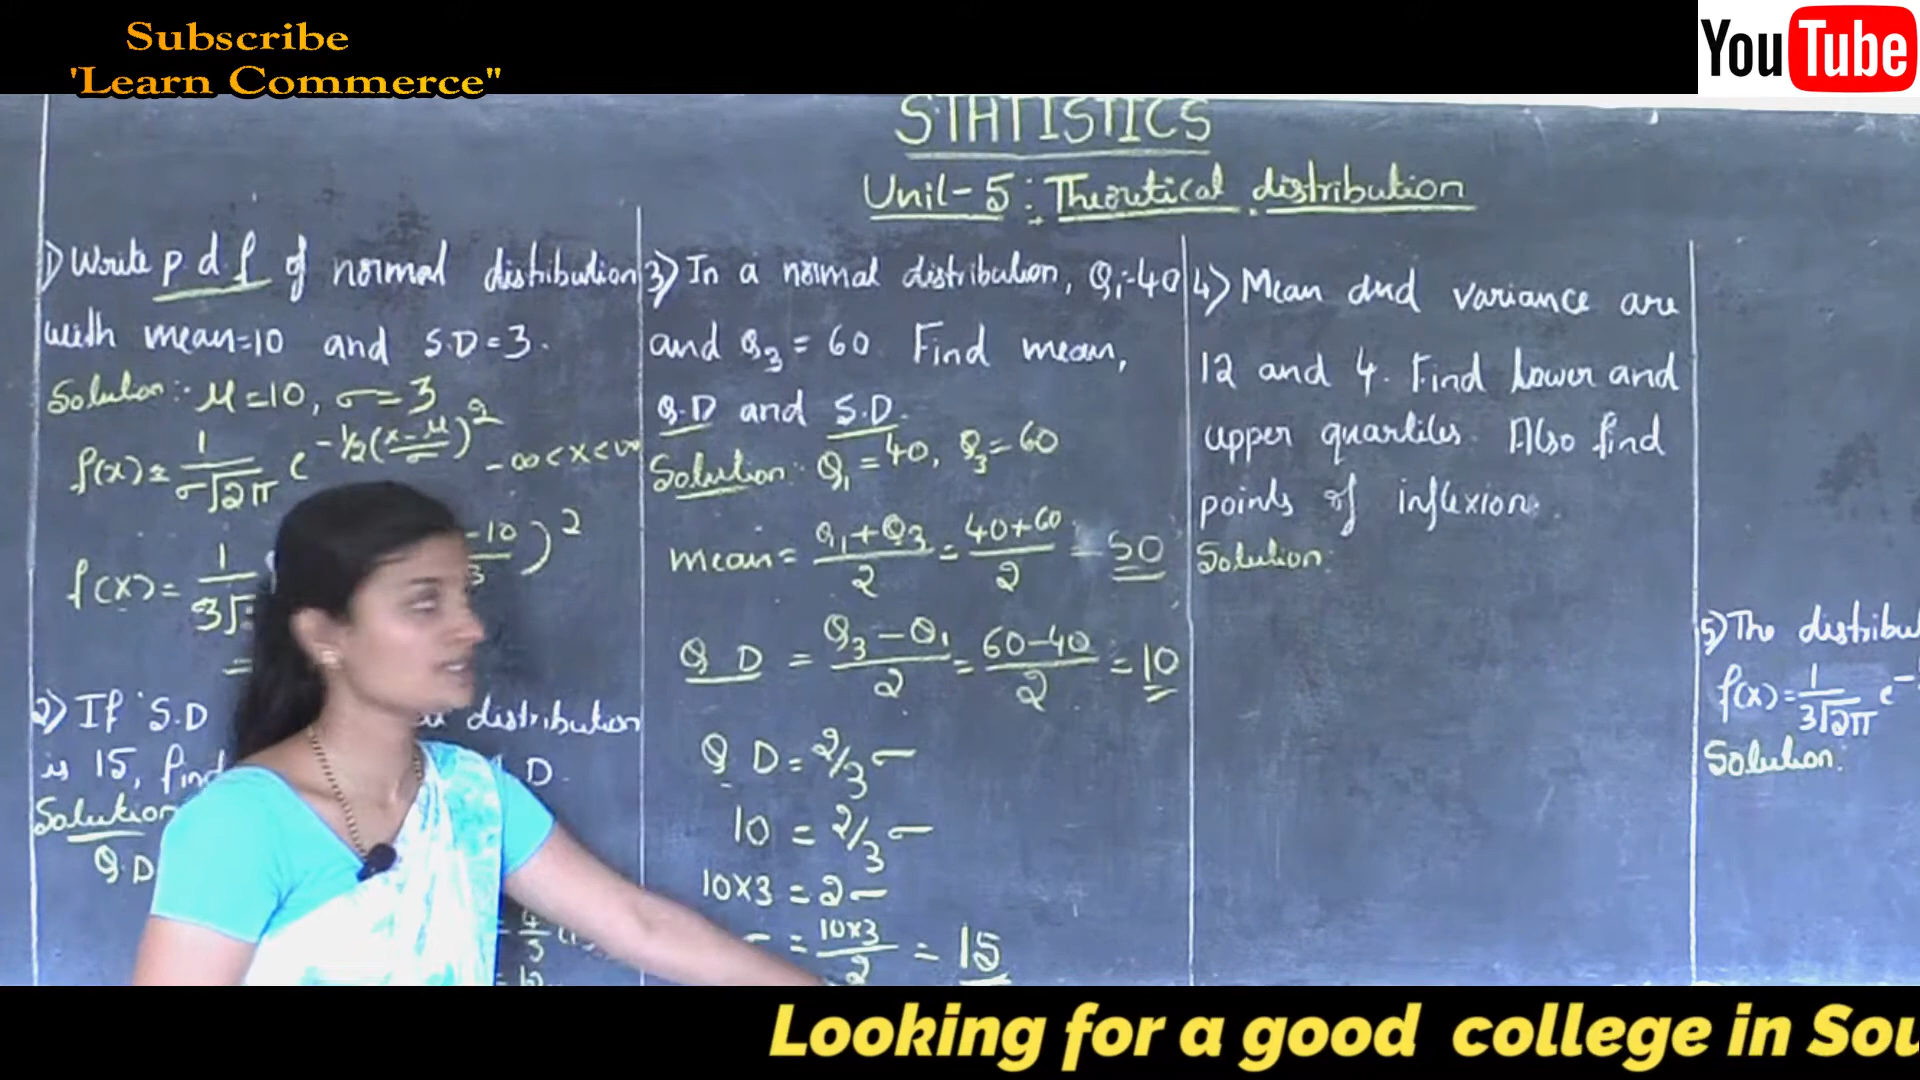 Subscribe
'Learn Commerce"
YouTube
STATISTICS
Unit-5: Theoretical distribution
1) Write p.d.f of normal distribution
with mean=10 and S.D=3.
Solution:- μ=10, σ=3
f(x)= 1/σ√2π e^-1/2((x-μ)/σ)^2 -∞<x<∞
f(x)= 1/3√ -10 3 )^2
=
2) If S.D distribution
is 15, find D.
Solution
Q.D
3) In a normal distribution, Q1=40
and Q3=60. Find mean,
Q.D and S.D.
Solution: Q1=40, Q3=60
mean= (Q1+Q3)/2 = (40+60)/2 = 50
Q D = (Q3-Q1)/2 = (60-40)/2 = 10
Q D = 2/3 σ
10 = 2/3 σ
10×3 = 2σ
= (10×3)/2 = 15
4) Mean and variance are
12 and 4. Find Lower and
upper quartiles. Also find
points of inflexion.
Solution:
5) The
f(x)= 1/3√2π e^-
Solution:
Looking for a good college in